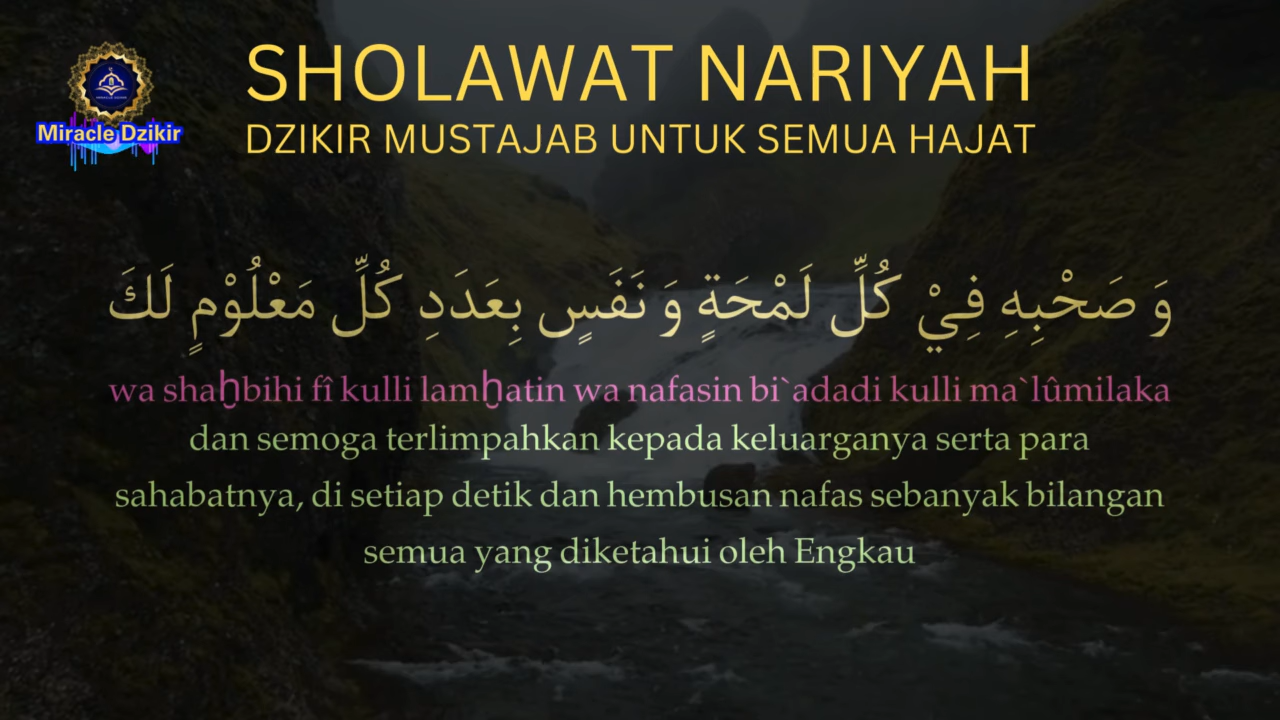 SHOLAWAT NARIYAH
Miracle Dzikir
DZIKIR MUSTAJAB UNTUK SEMUA HAJAT
وَ صَحْبِهِ فِيْ كُلِّ لَمْحَةٍ وَ نَفَسٍ بِعَدَدِ كُلِّ مَعْلُوْمٍ لَكَ
wa shaḫbihi fî kulli lamḫatin wa nafasin bi`adadi kulli ma`lûmilaka
dan semoga terlimpahkan kepada keluarganya serta para
sahabatnya, di setiap detik dan hembusan nafas sebanyak bilangan
semua yang diketahui oleh Engkau